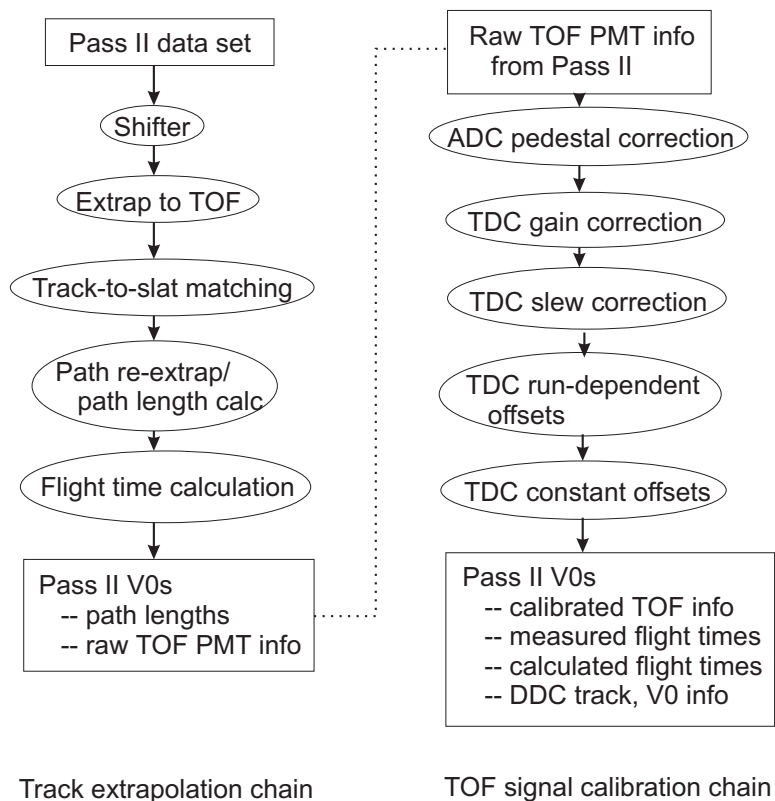 Pass II data set
Shifter
Extrap to TOF
Track-to-slat matching
Path re-extrap/
path length calc
Flight time calculation
Pass II V0s
-- path lengths
-- raw TOF PMT info
Track extrapolation chain
Raw TOF PMT info
from Pass II
ADC pedestal correction
TDC gain correction
TDC slew correction
TDC run-dependent
offsets
TDC constant offsets
Pass II V0s
-- calibrated TOF info
-- measured flight times
-- calculated flight times
-- DDC track, V0 info
TOF signal calibration chain